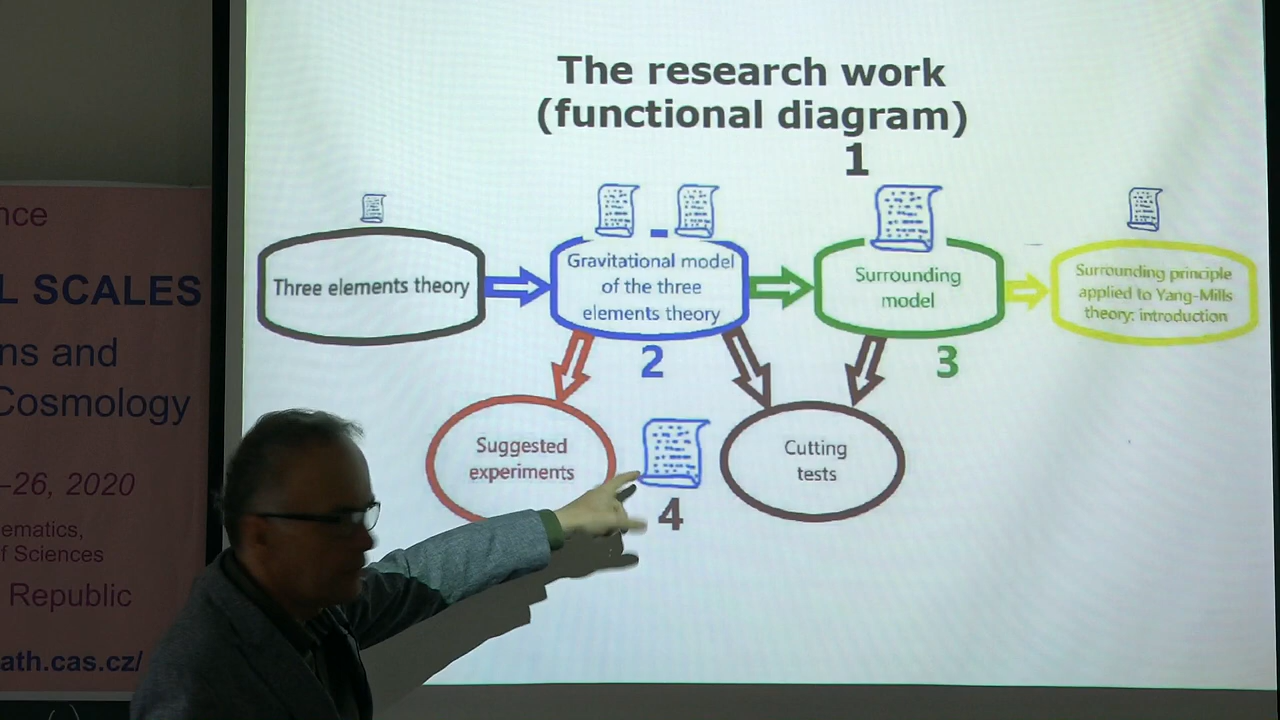 The research work
(functional diagram)
1
Three elements theory
Gravitational model
of the three
elements theory
Surrounding
model
Surrounding principle
applied to Yang-Mills
theory: introduction
2
3
Suggested
experiments
4
Cutting
tests
nce
L SCALES
ns and
Cosmology
–26, 2020
ematics,
f Sciences
Republic
ath.cas.cz/